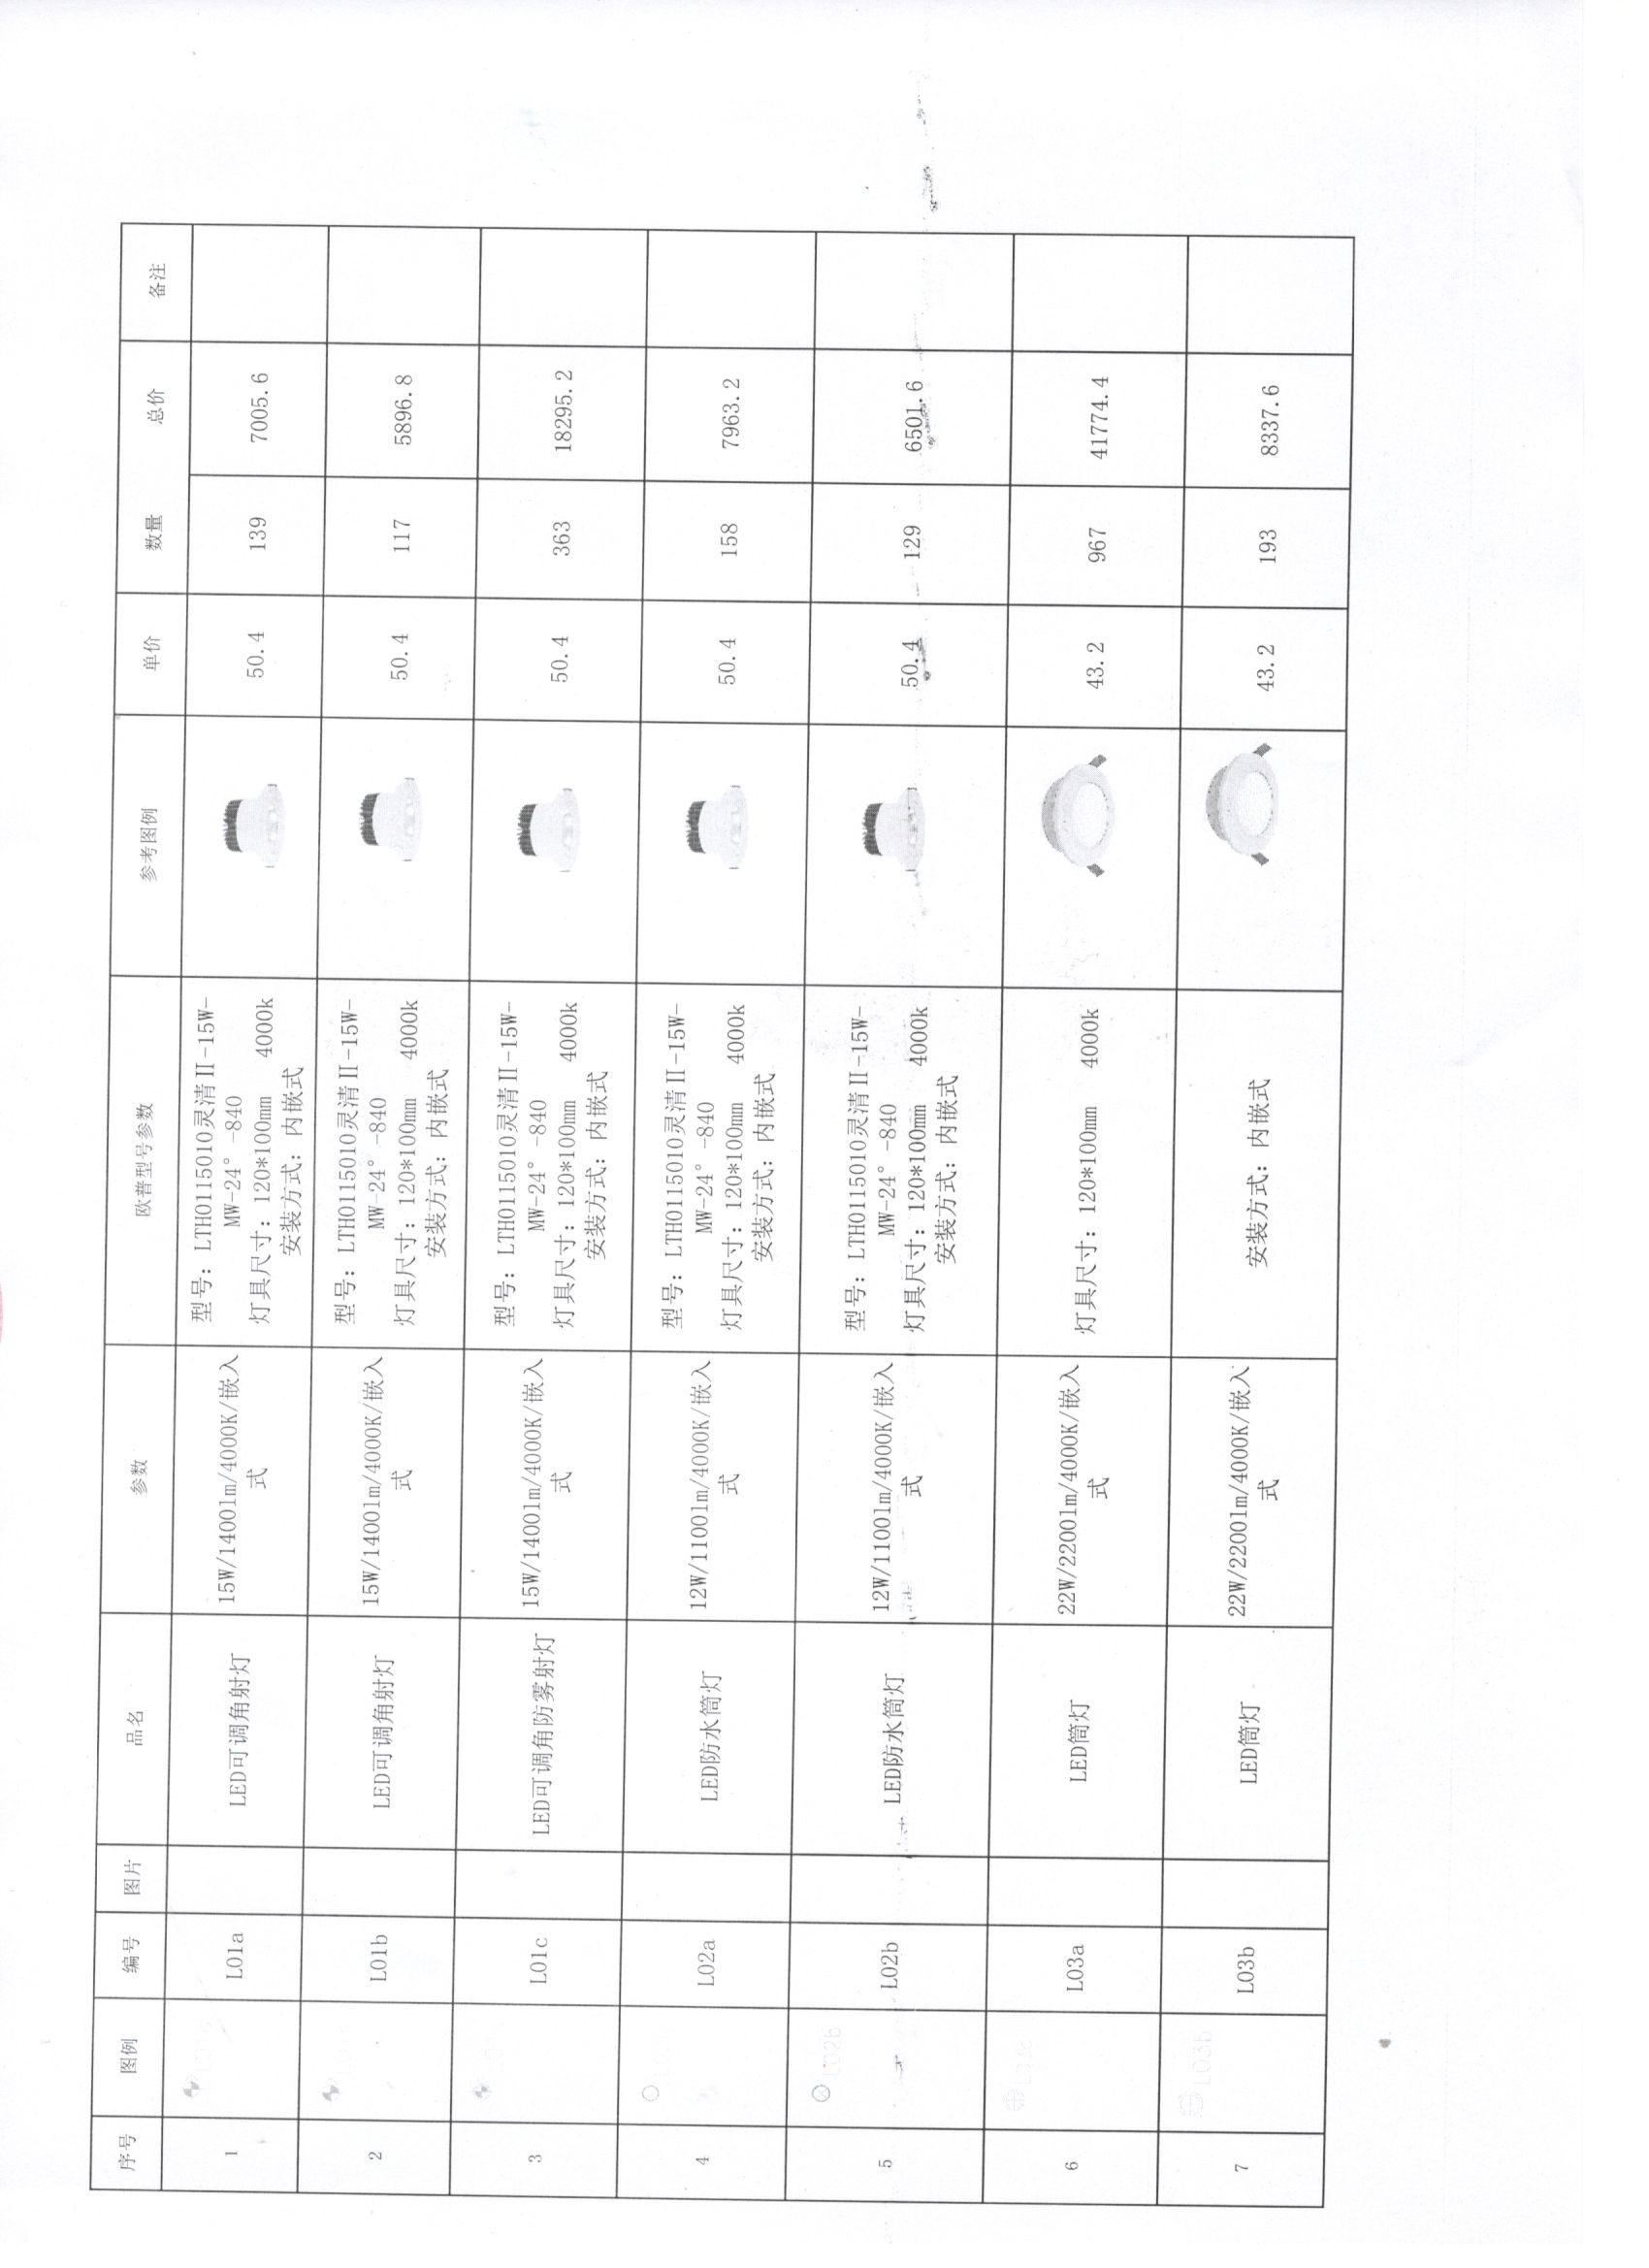 序号 图例 编号 图片 品名 参数 欧普型号参数 参考图例 单价 数量 总价 备注
1 L01a LED可调角射灯 15W/1400lm/4000K/嵌入
式
型号：LTH0115010灵清Ⅱ-15W-
MW-24°-840
灯具尺寸：120*100mm 4000k
安装方式：内嵌式
50.4 139 7005.6
2 L01b LED可调角射灯 15W/1400lm/4000K/嵌入
式
型号：LTH0115010灵清Ⅱ-15W-
MW-24°-840
灯具尺寸：120*100mm 4000k
安装方式：内嵌式
50.4 117 5896.8
3 L01c LED可调角防雾射灯 15W/1400lm/4000K/嵌入
式
型号：LTH0115010灵清Ⅱ-15W-
MW-24°-840
灯具尺寸：120*100mm 4000k
安装方式：内嵌式
50.4 363 18295.2
4 L02a LED防水筒灯 12W/1100lm/4000K/嵌入
式
型号：LTH0115010灵清Ⅱ-15W-
MW-24°-840
灯具尺寸：120*100mm 4000k
安装方式：内嵌式
50.4 158 7963.2
5 L02b L02b LED防水筒灯 12W/1100lm/4000K/嵌入
式
型号：LTH0115010灵清Ⅱ-15W-
MW-24°-840
灯具尺寸：120*100mm 4000k
安装方式：内嵌式
50.4 129 6501.6
6 L03a LED筒灯 22W/2200lm/4000K/嵌入
式
灯具尺寸：120*100mm 4000k
43.2 967 41774.4
7 L03b L03b LED筒灯 22W/2200lm/4000K/嵌入
式
安装方式：内嵌式
43.2 193 8337.6